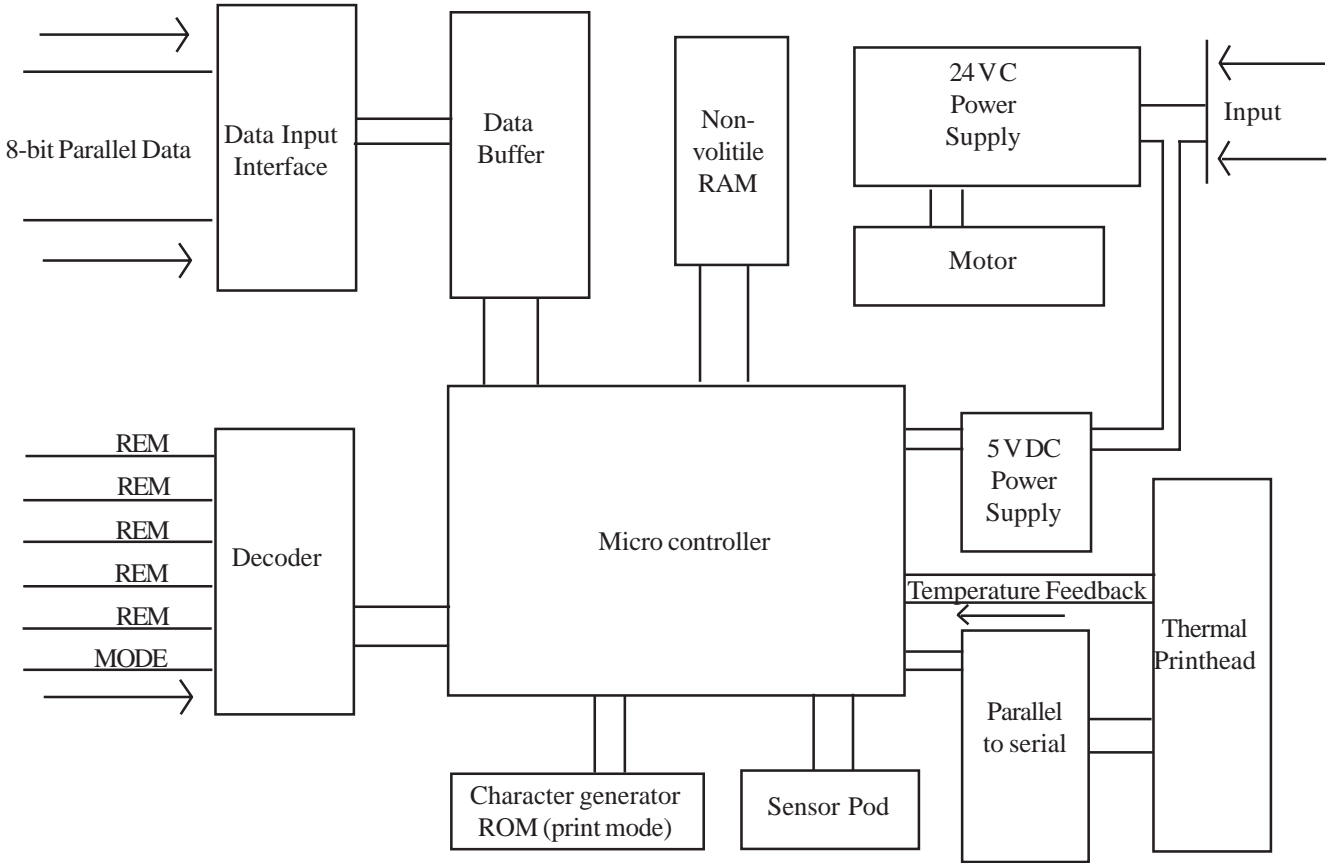 8-bit Parallel Data
Data Input
Interface
Data
Buffer
Non-
volitile
RAM
24 V C
Power
Supply
Input
Motor
REM
REM
REM
REM
REM
MODE
Decoder
Micro controller
5 V DC
Power
Supply
Temperature Feedback
Thermal
Printhead
Parallel
to serial
Character generator
ROM (print mode)
Sensor Pod